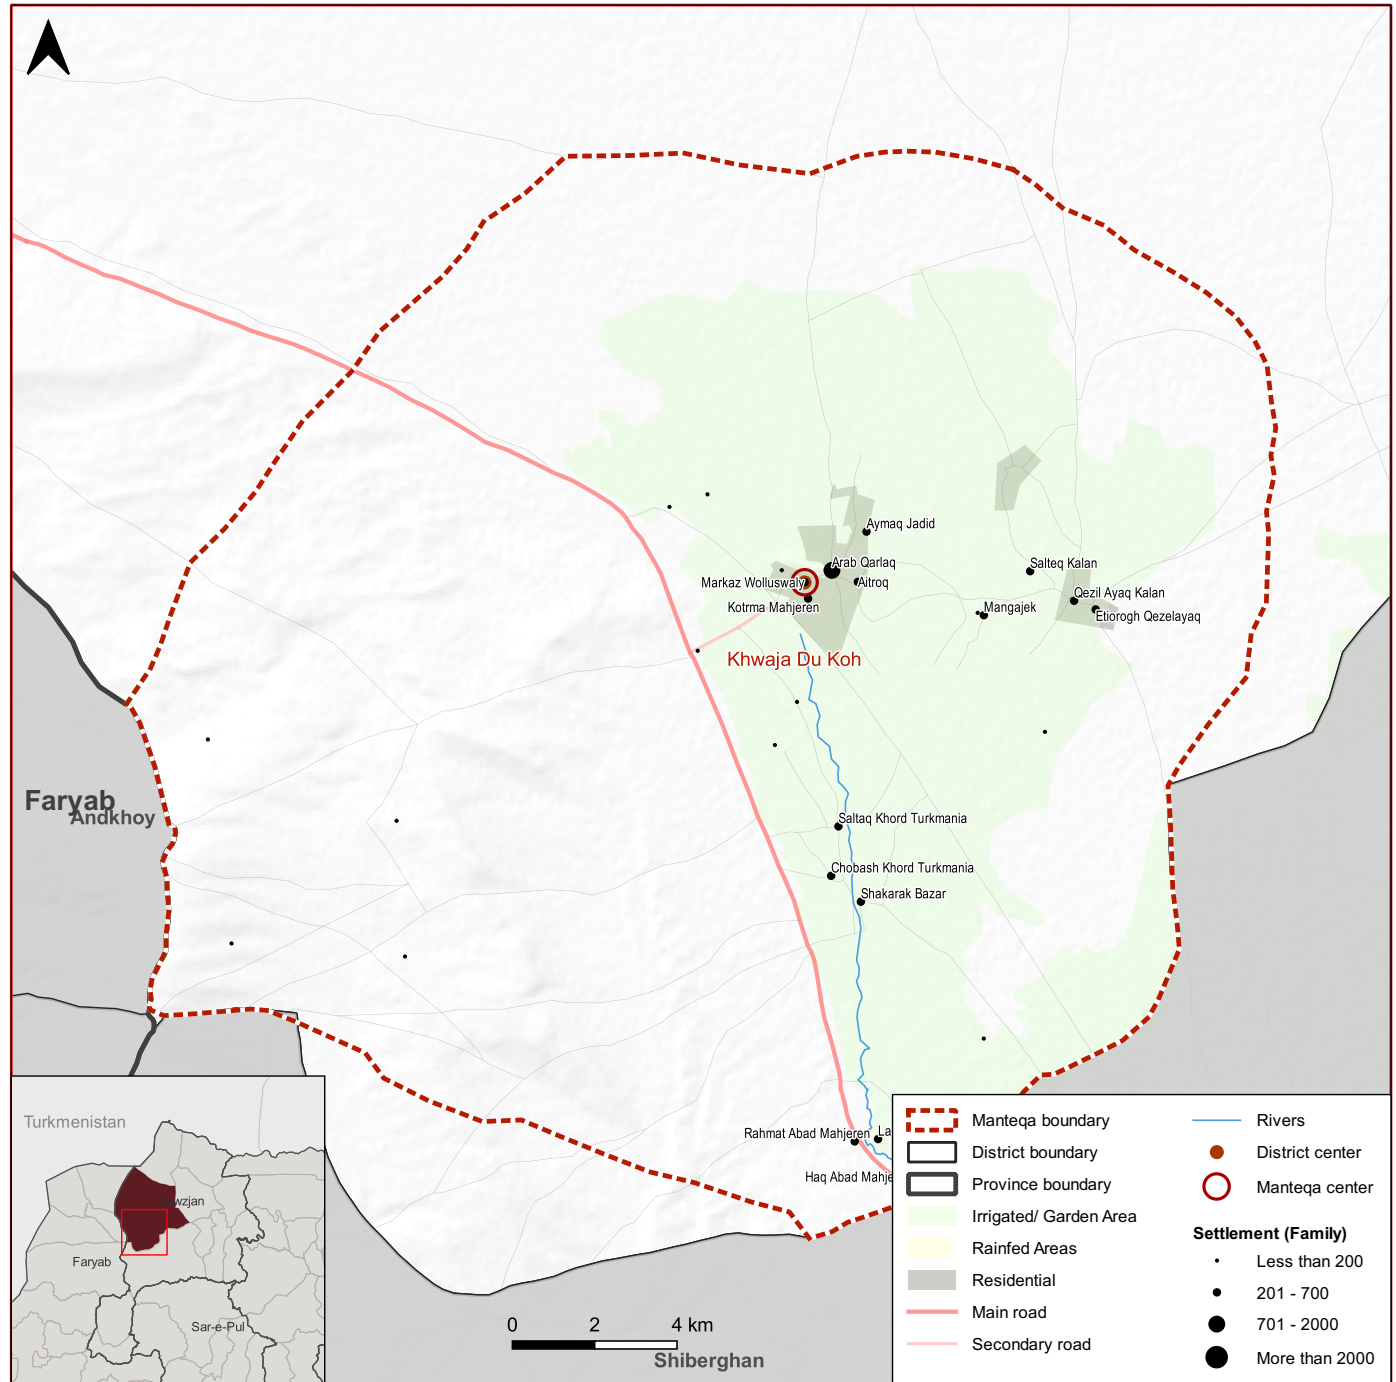 Aymaq Jadid
Arab Qarlaq
Markaz Wolluswaly
Aitroq
Kotrma Mahjeren
Salteq Kalan
Qezil Ayaq Kalan
Mangajek
Etiorogh Qezelayaq
Khwaja Du Koh
Faryab
Andkhoy
Saltaq Khord Turkmania
Chobash Khord Turkmania
Shakarak Bazar
Rahmat Abad Mahjeren
La
Haq Abad Mahje
Shiberghan
0 2 4 km
Turkmenistan
Faryab
Sar-e-Pul
Manteqa boundary
District boundary
Province boundary
Irrigated/ Garden Area
Rainfed Areas
Residential
Main road
Secondary road
Rivers
District center
Manteqa center
Settlement (Family)
Less than 200
201 - 700
701 - 2000
More than 2000